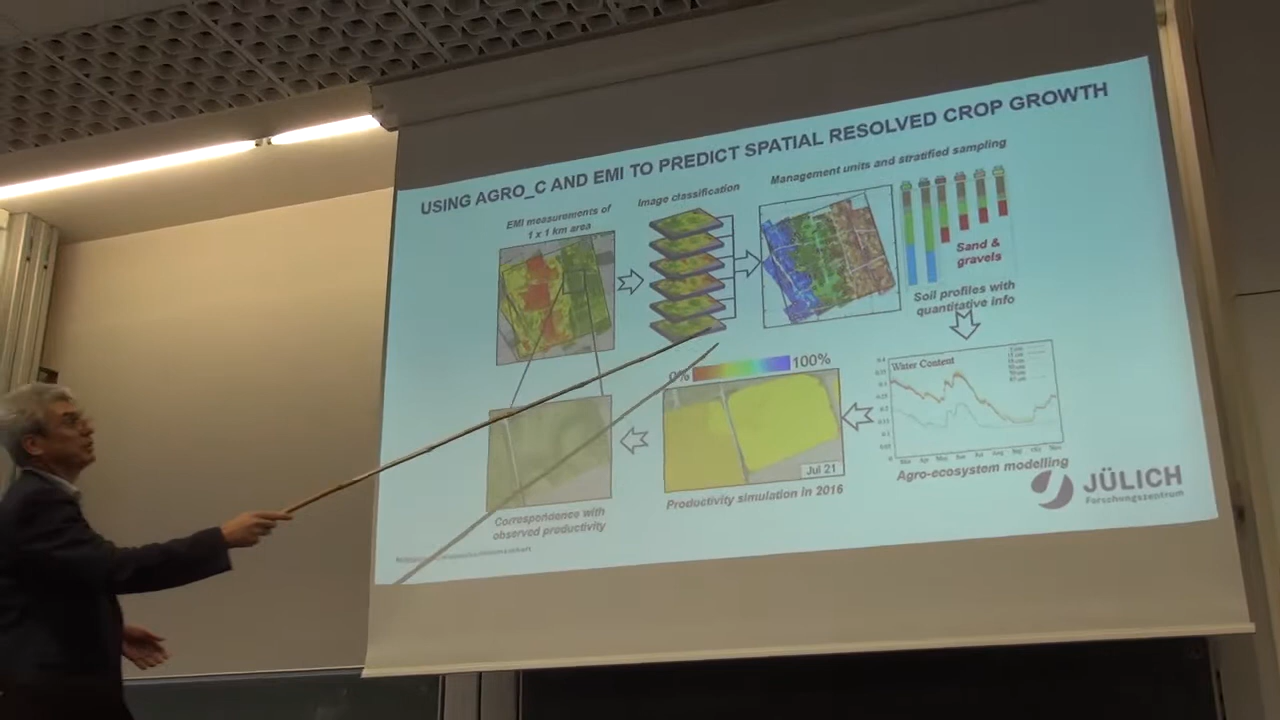 USING AGRO_C AND EMI TO PREDICT SPATIAL RESOLVED CROP GROWTH
EMI measurements of
1 x 1 km area
Image classification
Management units and stratified sampling
Sand &
gravels
Soil profiles with
quantitative info
Water Content
Agro-ecosystem modelling
0%
100%
Jul 21
Productivity simulation in 2016
Correspondence with
observed productivity
JÜLICH
Forschungszentrum